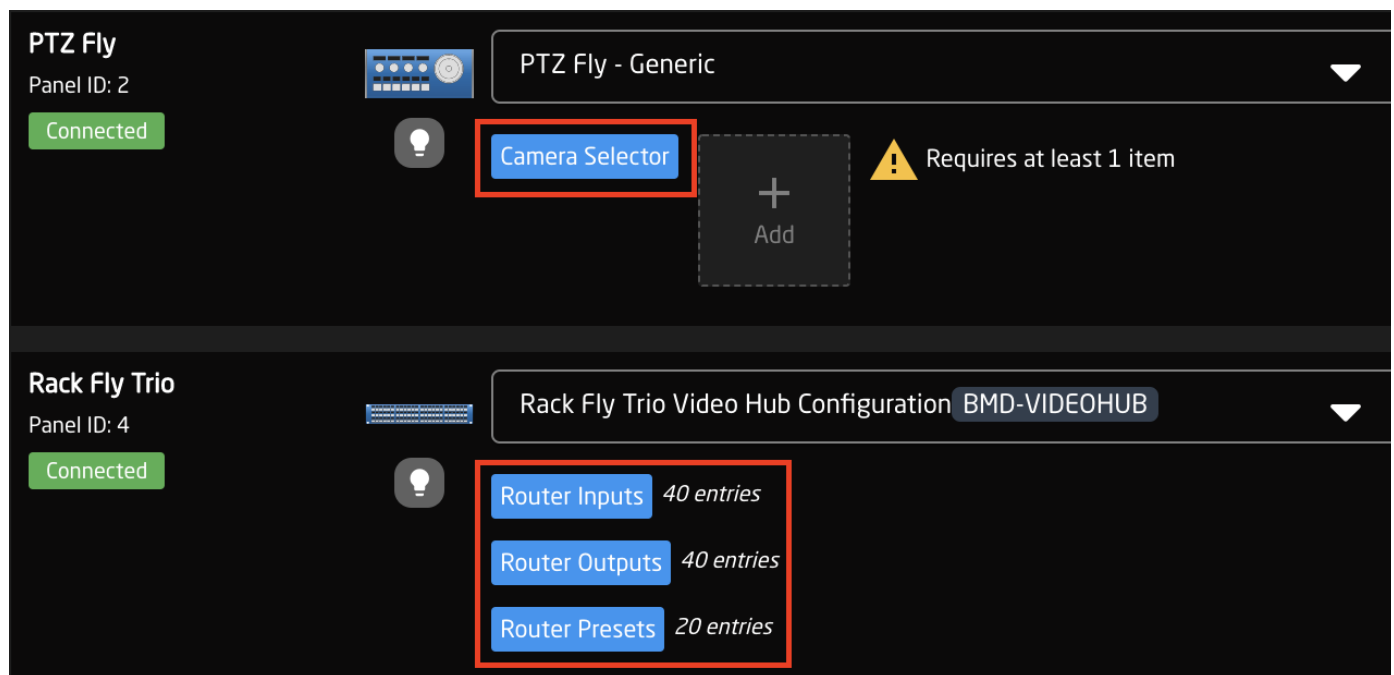 PTZ Fly
Panel ID: 2
Connected
PTZ Fly - Generic
Camera Selector
Add
Requires at least 1 item
Rack Fly Trio
Panel ID: 4
Connected
Rack Fly Trio Video Hub Configuration BMD-VIDEOHUB
Router Inputs 40 entries
Router Outputs 40 entries
Router Presets 20 entries